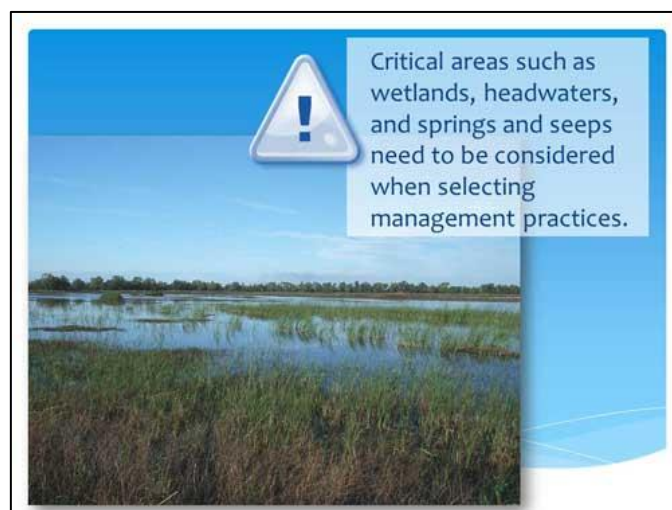 !
Critical areas such as
wetlands, headwaters,
and springs and seeps
need to be considered
when selecting
management practices.